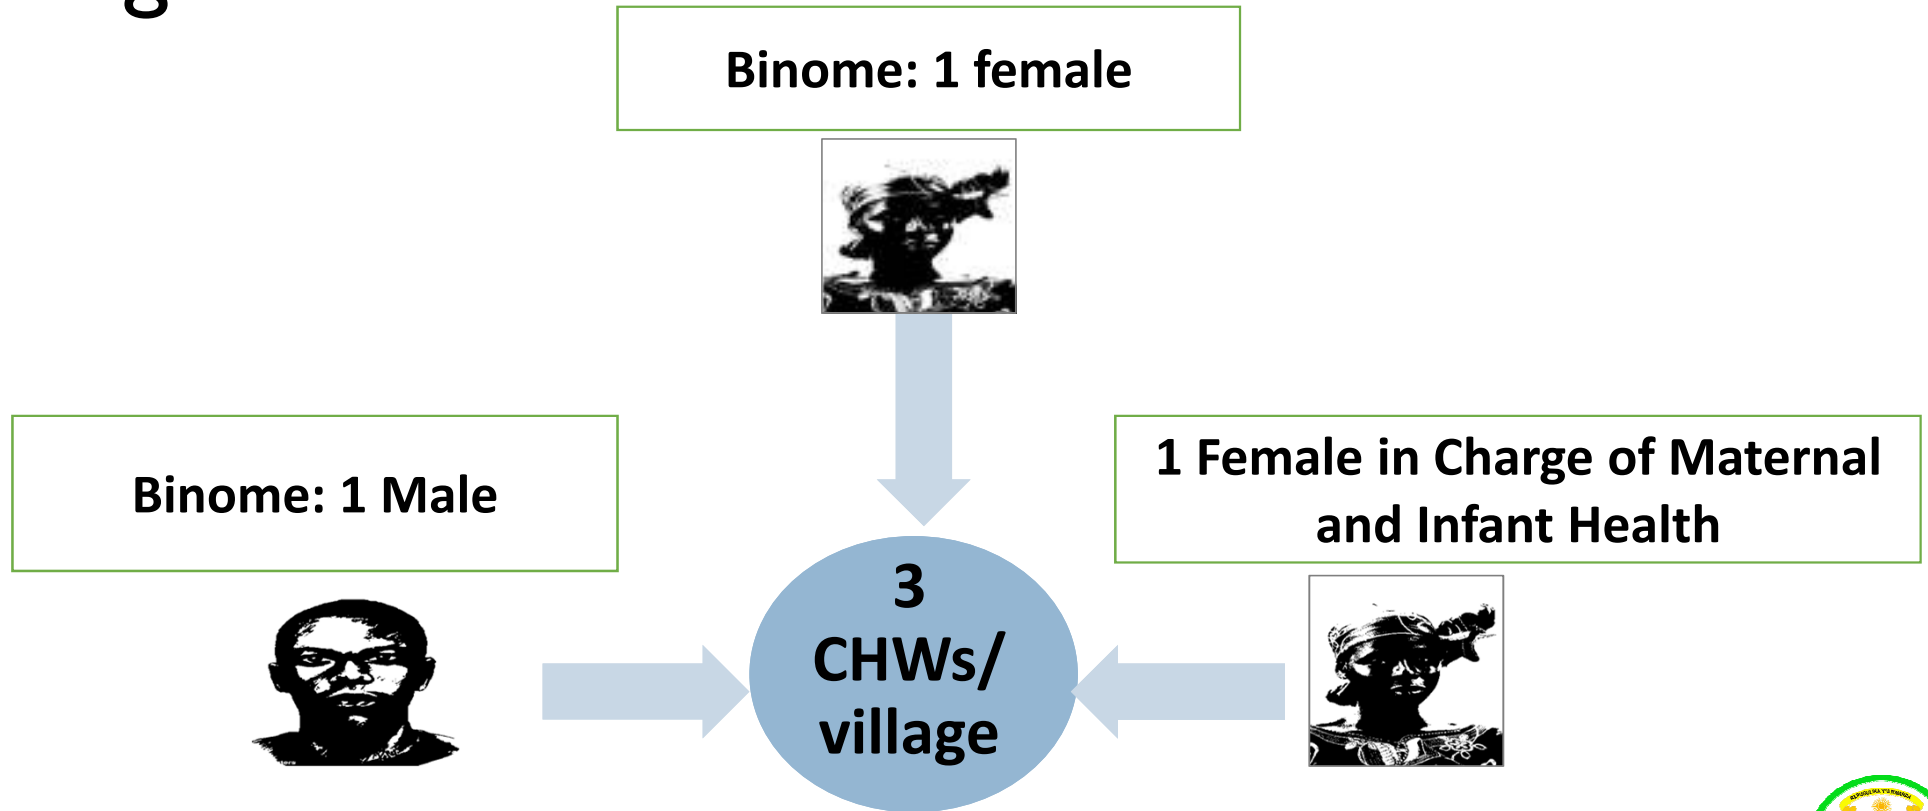 g
Binome: 1 female
Binome: 1 Male
1 Female in Charge of Maternal
and Infant Health
3
CHWs/
village